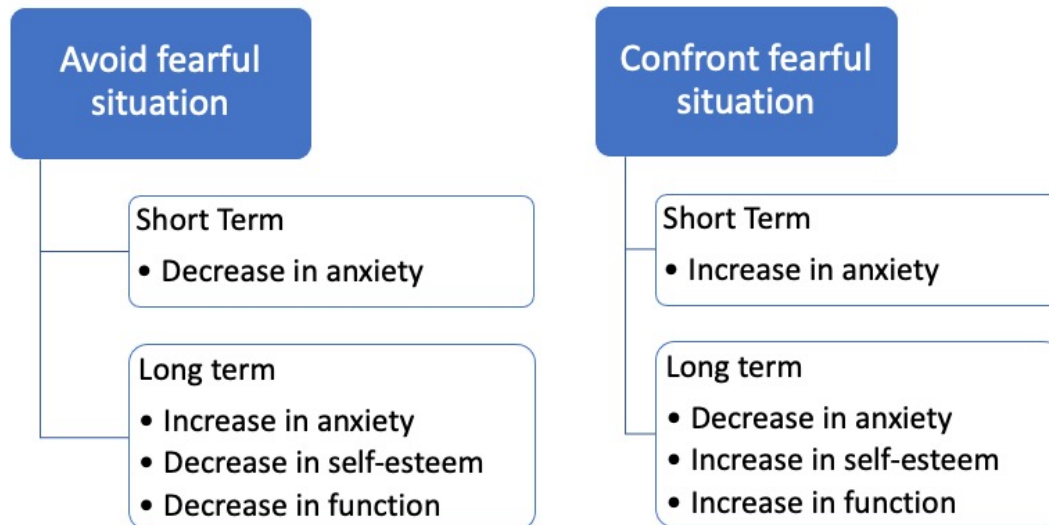 Avoid fearful
situation
Short Term
• Decrease in anxiety
Long term
• Increase in anxiety
• Decrease in self-esteem
• Decrease in function
Confront fearful
situation
Short Term
• Increase in anxiety
Long term
• Decrease in anxiety
• Increase in self-esteem
• Increase in function